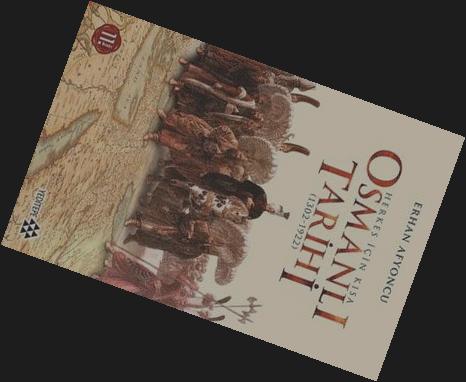 ERHAN AFYONCU
HERKES İÇİN KISA
OSMANLI
TARİHİ
(1302-1922)
YEDİTEPE